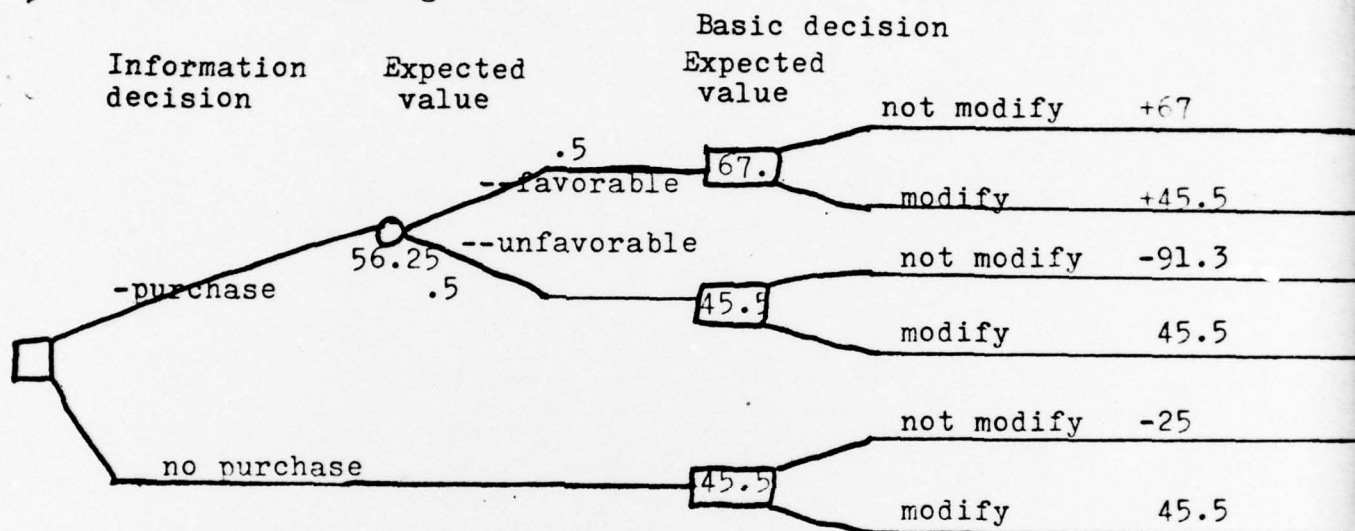 Basic decision
Information Expected Expected
decision value value
not modify +67
.5
67.
--favorable
modify +45.5
--unfavorable
56.25
not modify -91.3
-purchase .5
45.5
modify 45.5
not modify -25
no purchase
45.5
modify 45.5